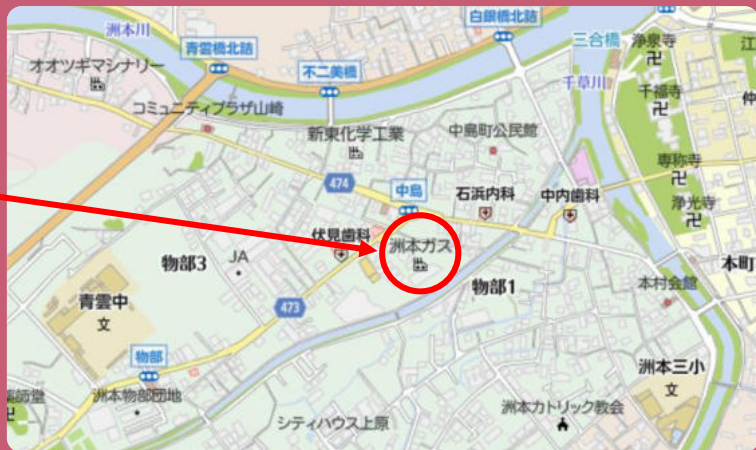 白銀橋北詰
洲本川
三合橋
浄泉寺
江
青雲橋北詰
オオツギマシナリー
不二美橋
千草川
千福寺
仲
コミュニティプラザ山崎
新東化学工業
中島町公民館
専称寺
474
中島
石浜内科
中内歯科
浄光寺
伏見歯科
洲本ガス
物部3
JA
本町
物部1
本村会館
青雲中
文
473
物部
洲本三小
文
薬師堂
洲本物部団地
シティハウス上原
洲本カトリック教会